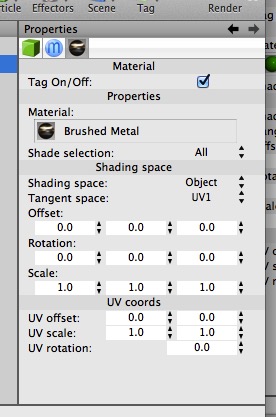 ticle Effectors Scene Tag Render
Properties
Material
Tag On/Off:
Properties
Material:
Brushed Metal
Shade selection: All
Shading space
Shading space: Object
Tangent space: UV1
Offset:
0.0 0.0 0.0
Rotation:
0.0 0.0 0.0
Scale:
1.0 1.0 1.0
UV coords
UV offset: 0.0 0.0
UV scale: 1.0 1.0
UV rotation: 0.0